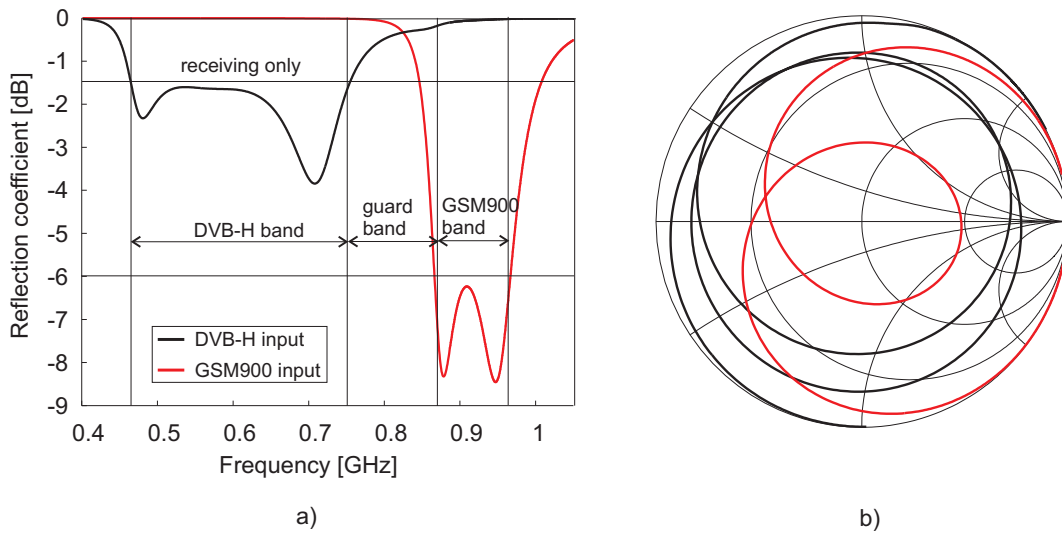 0
-1
-2
-3
-4
-5
-6
-7
-8
-9
Reflection coefficient [dB]
receiving only
DVB-H band
guard
band
GSM900
band
DVB-H input
GSM900 input
0.4
0.5
0.6
0.7
0.8
0.9
1
Frequency [GHz]
a)
b)